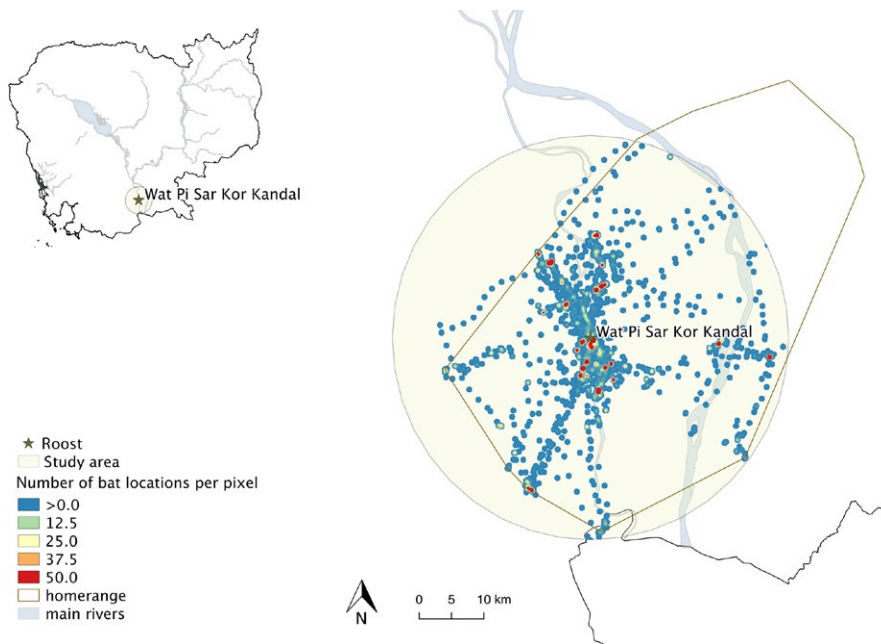 Wat Pi Sar Kor Kandal
Wat Pi Sar Kor Kandal
Roost
Study area
Number of bat locations per pixel
>0.0
12.5
25.0
37.5
50.0
homerange
main rivers
N
0 5 10 km